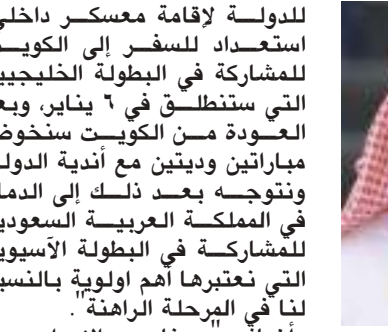 للدولة لإقامة معسكر داخلي
استعداد للسفر إلى الكويت
للمشاركة في البطولة الخليجية
التي ستنطلق في ٦ يناير، وبعد
العودة من الكويت سنخوض
مباراتين وديتين مع أندية الدولة
ونتوجه بعد ذلك إلى الدمام
في المملكة العربية السعودية
للمشاركة في البطولة الآسيوية
التي نعتبرها أهم اولوية بالنسبة
لنا في المرحلة الراهنة".